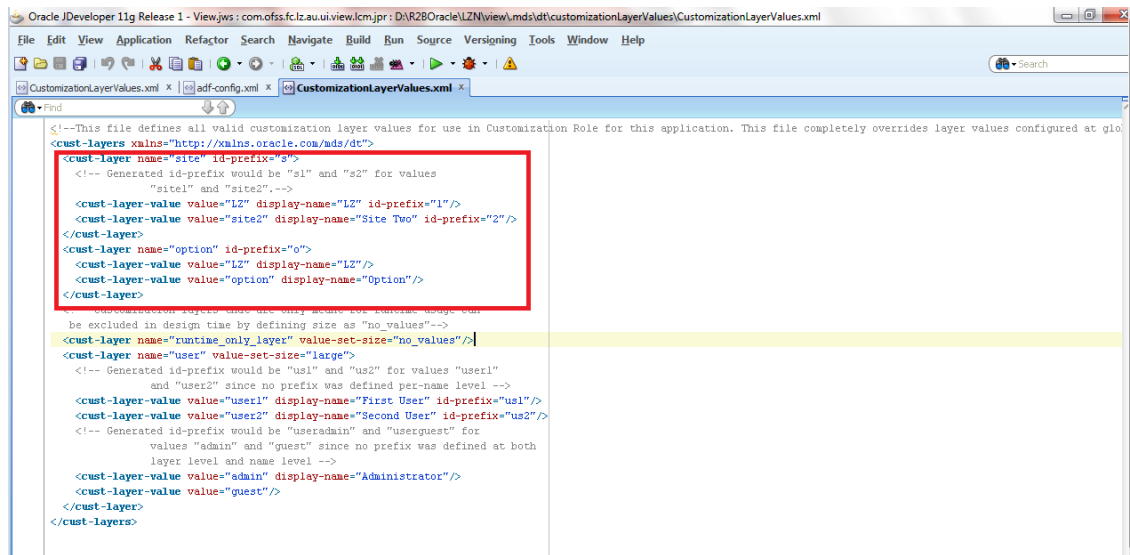 Oracle JDeveloper 11g Release 1 - View.jws : com.ofss.fc.lz.au.ui.view.lcm.jpr : D:\R2BOracle\LZN\view\.mds\dt\customizationLayerValues\CustomizationLayerValues.xml
File Edit View Application Refactor Search Navigate Build Run Source Versioning Tools Window Help
Search
CustomizationLayerValues.xml adf-config.xml CustomizationLayerValues.xml
Find
<!--This file defines all valid customization layer values for use in Customization Role for this application. This file completely overrides layer values configured at glo
<cust-layers xmlns="http://xmlns.oracle.com/mds/dt">
<cust-layer name="site" id-prefix="s">
<!-- Generated id-prefix would be "s1" and "s2" for values
"site1" and "site2".-->
<cust-layer-value value="LZ" display-name="LZ" id-prefix="1"/>
<cust-layer-value value="site2" display-name="Site Two" id-prefix="2"/>
</cust-layer>
<cust-layer name="option" id-prefix="o">
<cust-layer-value value="LZ" display-name="LZ"/>
<cust-layer-value value="option" display-name="Option"/>
</cust-layer>
<!-- Customization layers that are only meant for runtime usage can
be excluded in design time by defining size as "no_values"-->
<cust-layer name="runtime_only_layer" value-set-size="no_values"/>
<cust-layer name="user" value-set-size="large">
<!-- Generated id-prefix would be "us1" and "us2" for values "user1"
and "user2" since no prefix was defined per-name level -->
<cust-layer-value value="user1" display-name="First User" id-prefix="us1"/>
<cust-layer-value value="user2" display-name="Second User" id-prefix="us2"/>
<!-- Generated id-prefix would be "useradmin" and "userguest" for
values "admin" and "guest" since no prefix was defined at both
layer level and name level -->
<cust-layer-value value="admin" display-name="Administrator"/>
<cust-layer-value value="guest"/>
</cust-layer>
</cust-layers>